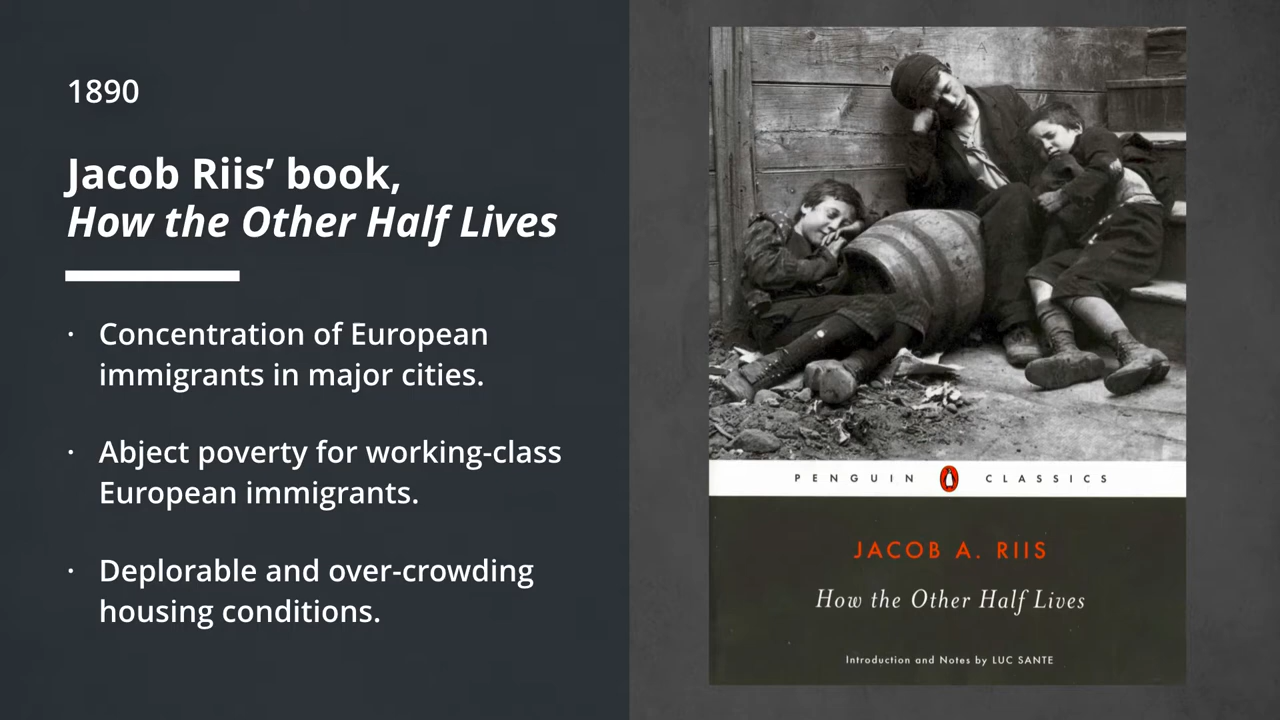 1890
Jacob Riis’ book,
How the Other Half Lives
· Concentration of European
immigrants in major cities.
· Abject poverty for working-class
European immigrants.
· Deplorable and over-crowding
housing conditions.
PENGUIN CLASSICS
JACOB A. RIIS
How the Other Half Lives
Introduction and Notes by LUC SANTE